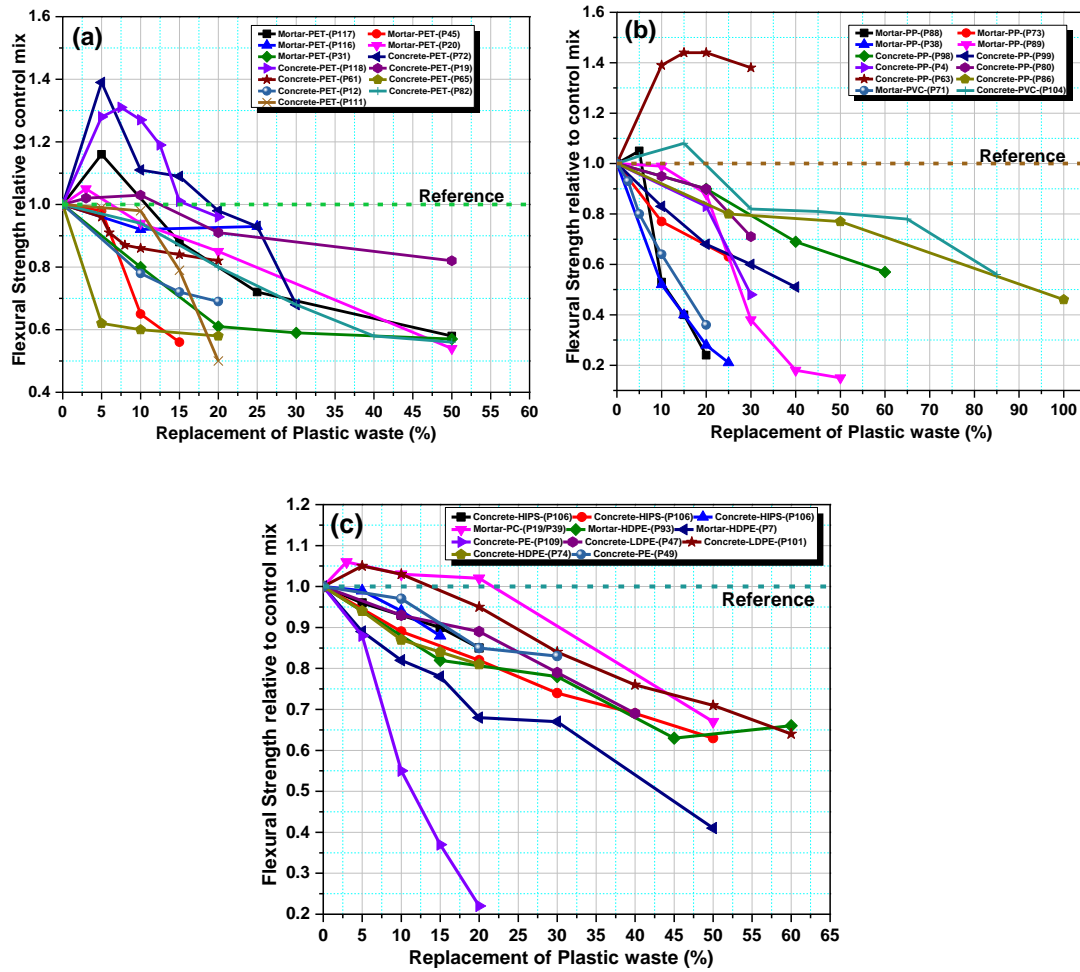 (a)
Mortar-PET-(P117) Mortar-PET-(P45)
Mortar-PET-(P116) Mortar-PET-(P20)
Mortar-PET-(P31) Concrete-PET-(P72)
Concrete-PET-(P118) Concrete-PET-(P19)
Concrete-PET-(P61) Concrete-PET-(P65)
Concrete-PET-(P12) Concrete-PET-(P82)
Concrete-PET-(P111)
Reference
1.6
1.4
1.2
1.0
0.8
0.6
0.4
0 5 10 15 20 25 30 35 40 45 50 55 60
Flexural Strength relative to control mix
Replacement of Plastic waste (%)
(b)
Mortar-PP-(P88) Mortar-PP-(P73)
Mortar-PP-(P38) Mortar-PP-(P89)
Concrete-PP-(P98) Concrete-PP-(P99)
Concrete-PP-(P4) Concrete-PP-(P80)
Concrete-PP-(P63) Concrete-PP-(P86)
Mortar-PVC-(P71) Concrete-PVC-(P104)
Reference
1.6
1.4
1.2
1.0
0.8
0.6
0.4
0.2
0 10 20 30 40 50 60 70 80 90 100
Flexural Strength relative to control mix
Replacement of Plastic waste (%)
(c)
Concrete-HIPS-(P106) Concrete-HIPS-(P106) Concrete-HIPS-(P106)
Mortar-PC-(P19/P39) Mortar-HDPE-(P93) Mortar-HDPE-(P7)
Concrete-PE-(P109) Concrete-LDPE-(P47) Concrete-LDPE-(P101)
Concrete-HDPE-(P74) Concrete-PE-(P49)
Reference
1.2
1.1
1.0
0.9
0.8
0.7
0.6
0.5
0.4
0.3
0.2
0 5 10 15 20 25 30 35 40 45 50 55 60 65
Flexural Strength relative to control mix
Replacement of Plastic waste (%)